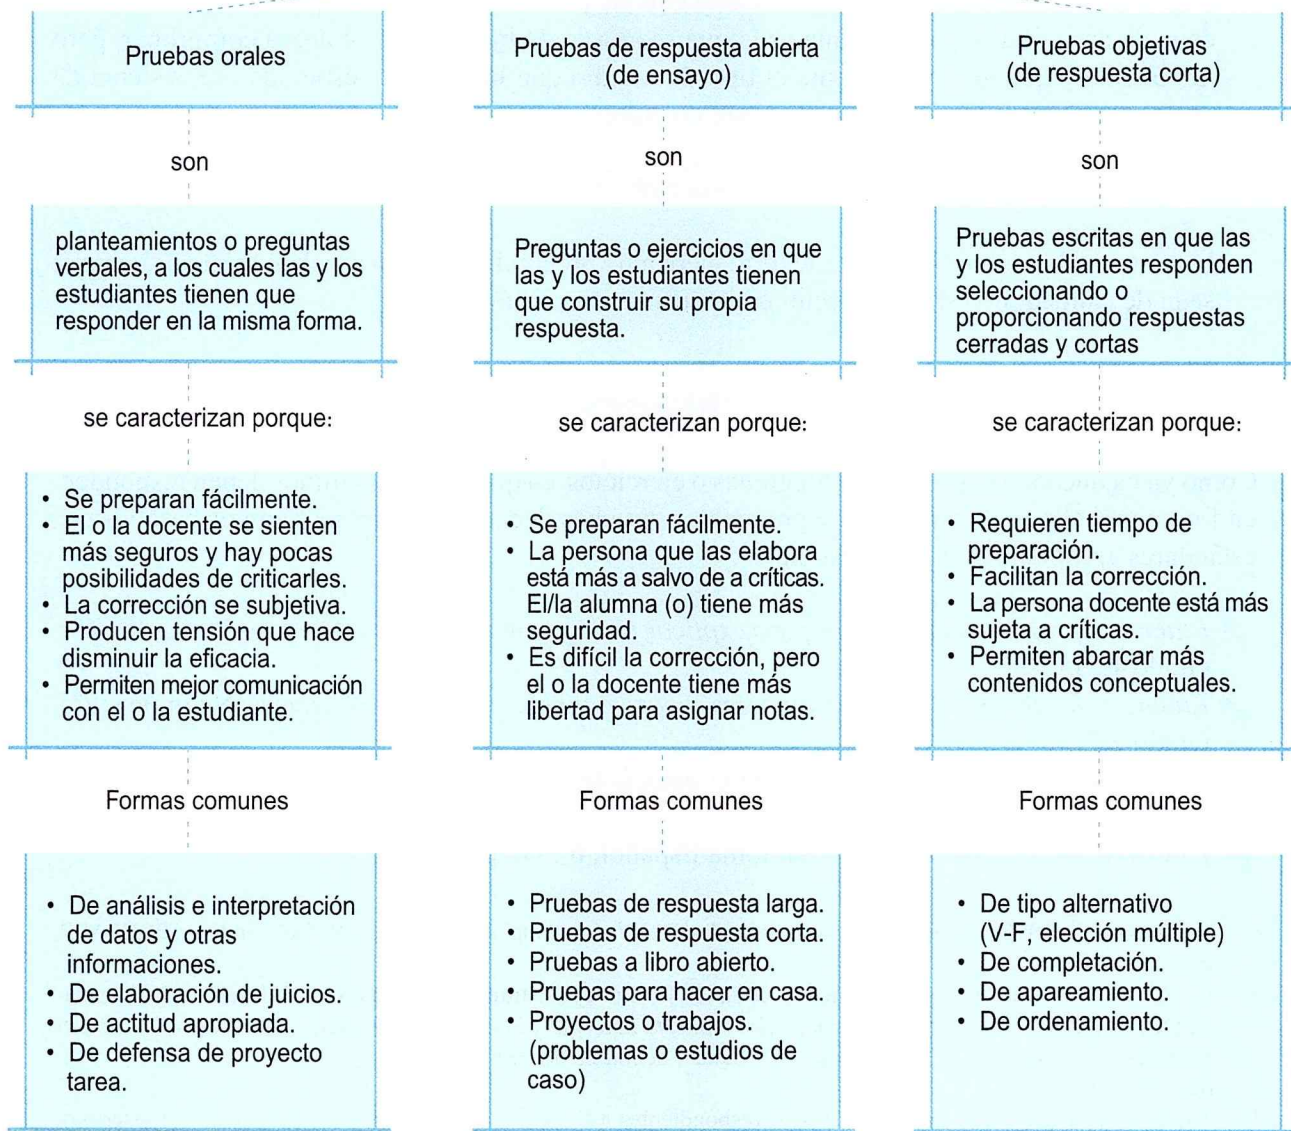 Pruebas orales
son
planteamientos o preguntas
verbales, a los cuales las y los
estudiantes tienen que
responder en la misma forma.
se caracterizan porque:
• Se preparan fácilmente.
• El o la docente se sienten
más seguros y hay pocas
posibilidades de criticarles.
• La corrección se subjetiva.
• Producen tensión que hace
disminuir la eficacia.
• Permiten mejor comunicación
con el o la estudiante.
Formas comunes
• De análisis e interpretación
de datos y otras
informaciones.
• De elaboración de juicios.
• De actitud apropiada.
• De defensa de proyecto
tarea.
Pruebas de respuesta abierta
(de ensayo)
son
Preguntas o ejercicios en que
las y los estudiantes tienen
que construir su propia
respuesta.
se caracterizan porque:
• Se preparan fácilmente.
• La persona que las elabora
está más a salvo de a críticas.
El/la alumna (o) tiene más
seguridad.
• Es difícil la corrección, pero
el o la docente tiene más
libertad para asignar notas.
Formas comunes
• Pruebas de respuesta larga.
• Pruebas de respuesta corta.
• Pruebas a libro abierto.
• Pruebas para hacer en casa.
• Proyectos o trabajos.
(problemas o estudios de
caso)
Pruebas objetivas
(de respuesta corta)
son
Pruebas escritas en que las
y los estudiantes responden
seleccionando o
proporcionando respuestas
cerradas y cortas
se caracterizan porque:
• Requieren tiempo de
preparación.
• Facilitan la corrección.
• La persona docente está más
sujeta a críticas.
• Permiten abarcar más
contenidos conceptuales.
Formas comunes
• De tipo alternativo
(V-F, elección múltiple)
• De completación.
• De apareamiento.
• De ordenamiento.